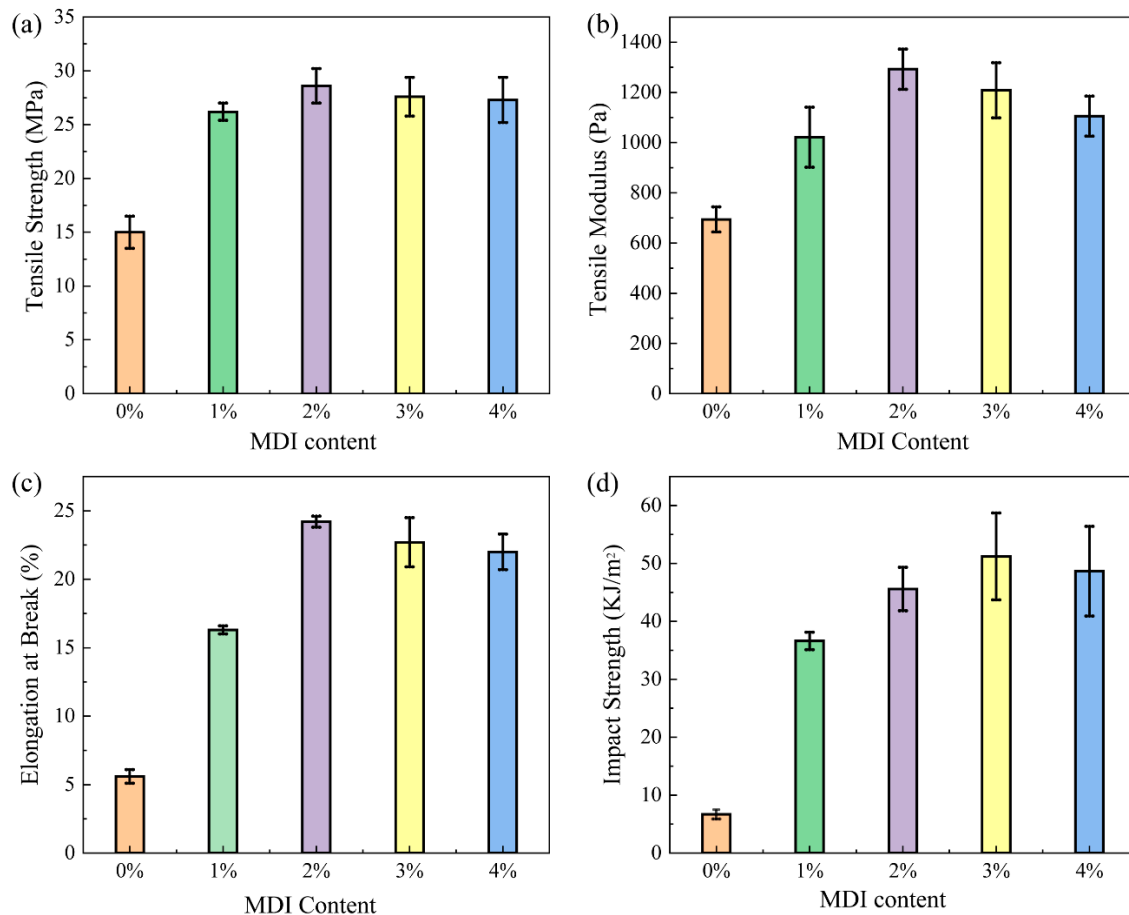 (a)
Tensile Strength (MPa)
35
30
25
20
15
10
5
0
0% 1% 2% 3% 4%
MDI content
(b)
Tensile Modulus (Pa)
1400
1200
1000
800
600
400
200
0
0% 1% 2% 3% 4%
MDI Content
(c)
Elongation at Break (%)
25
20
15
10
5
0
0% 1% 2% 3% 4%
MDI Content
(d)
Impact Strength (KJ/m²)
60
50
40
30
20
10
0
0% 1% 2% 3% 4%
MDI content